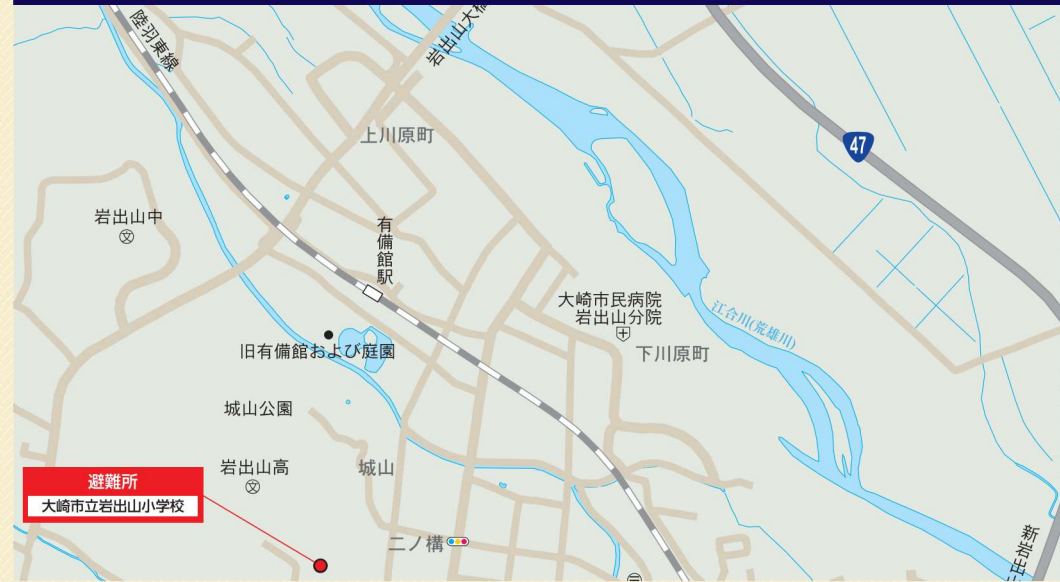 陸羽東線
岩出山大橋
上川原町
47
岩出山中
有備館駅
大崎市民病院
岩出山分院
江合川(荒雄川)
旧有備館および庭園
下川原町
城山公園
岩出山高
城山
避難所
大崎市立岩出山小学校
二ノ構
新岩出山